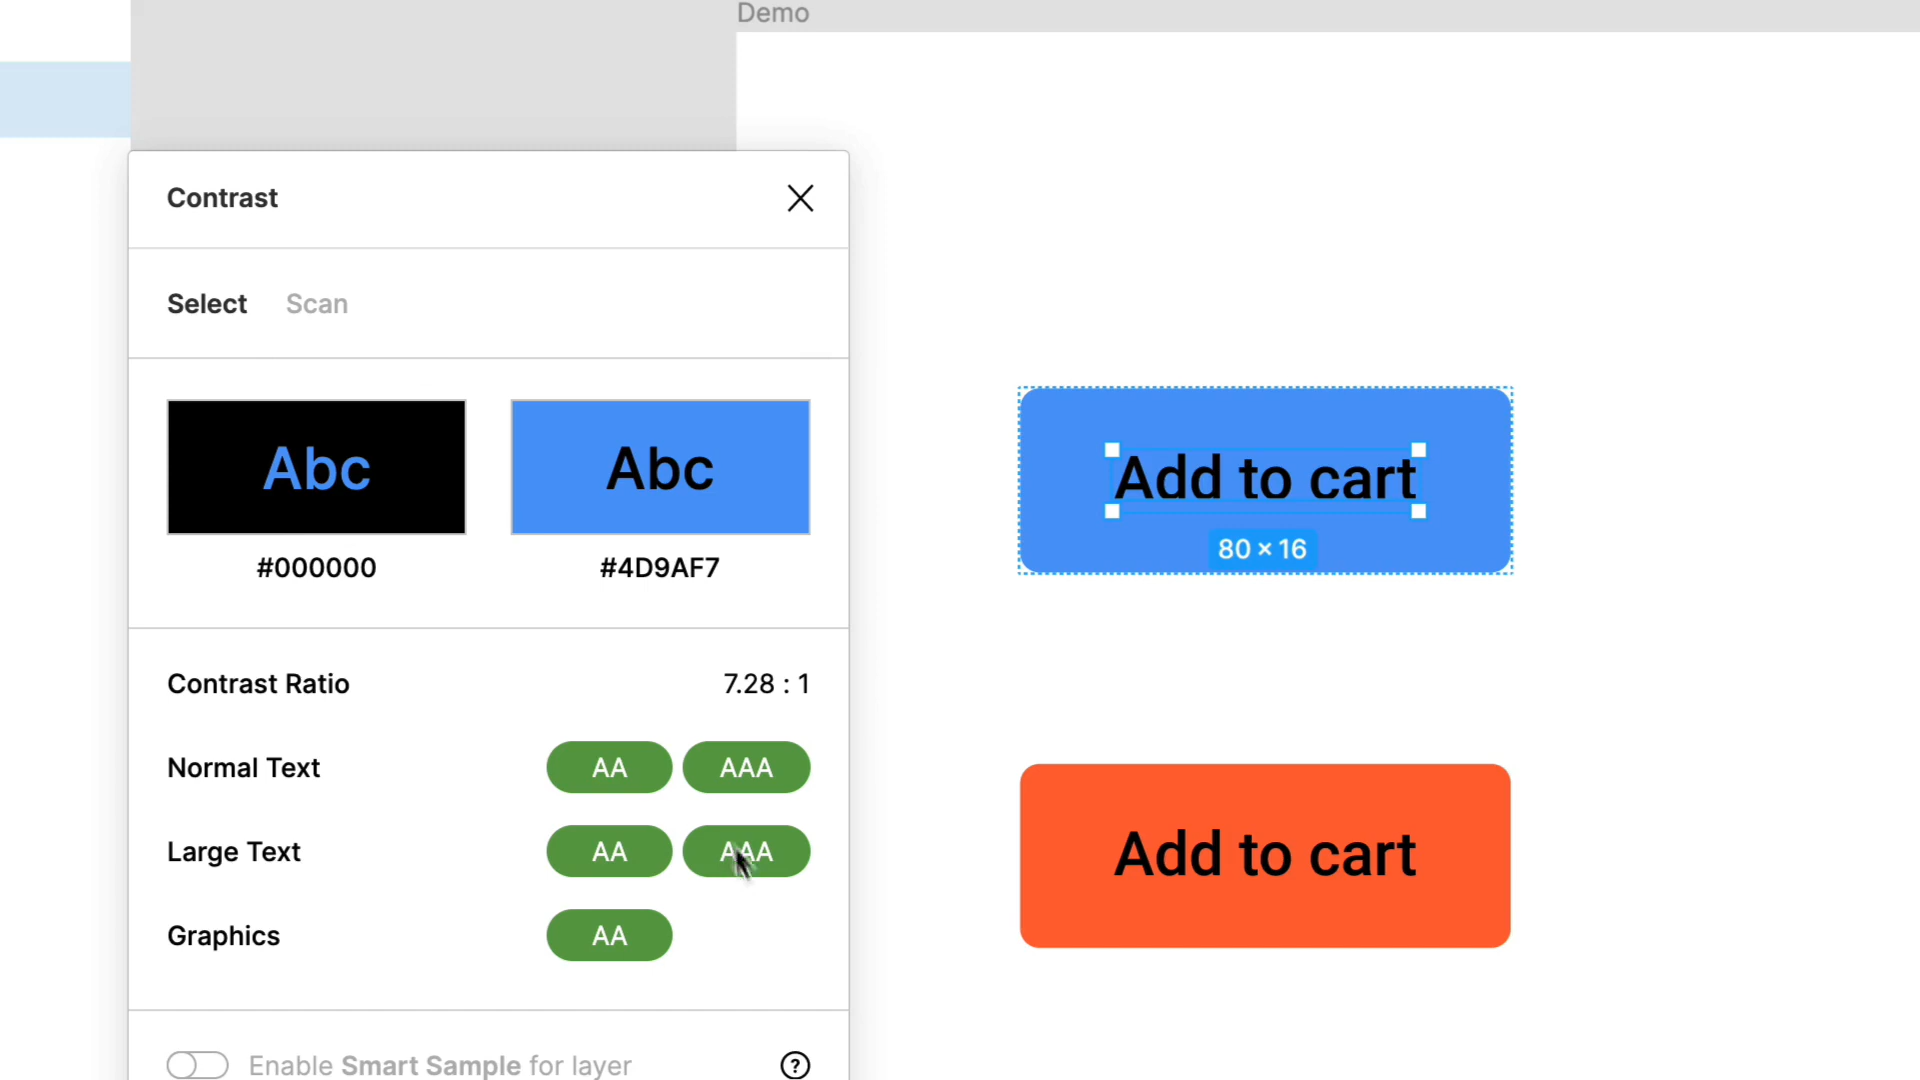 Demo
Contrast
Select Scan
Abc Abc
#000000 #4D9AF7
Contrast Ratio 7.28 : 1
Normal Text AA AAA
Large Text AA AAA
Graphics AA
Enable Smart Sample for layer ?
Add to cart
80 × 16
Add to cart